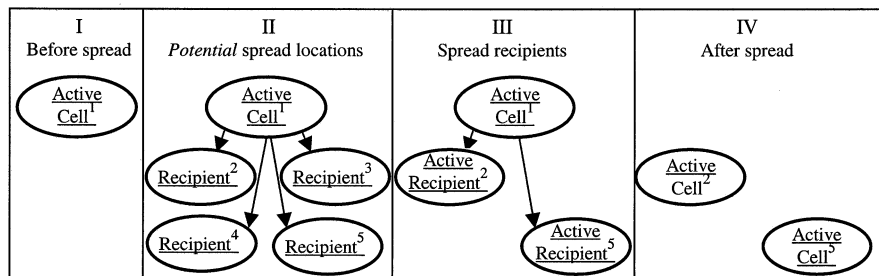 I
Before spread
Active
Cell1
II
Potential spread locations
Active
Cell1
Recipient2
Recipient3
Recipient4
Recipient5
III
Spread recipients
Active
Cell1
Active
Recipient2
Active
Recipient5
IV
After spread
Active
Cell2
Active
Cell5